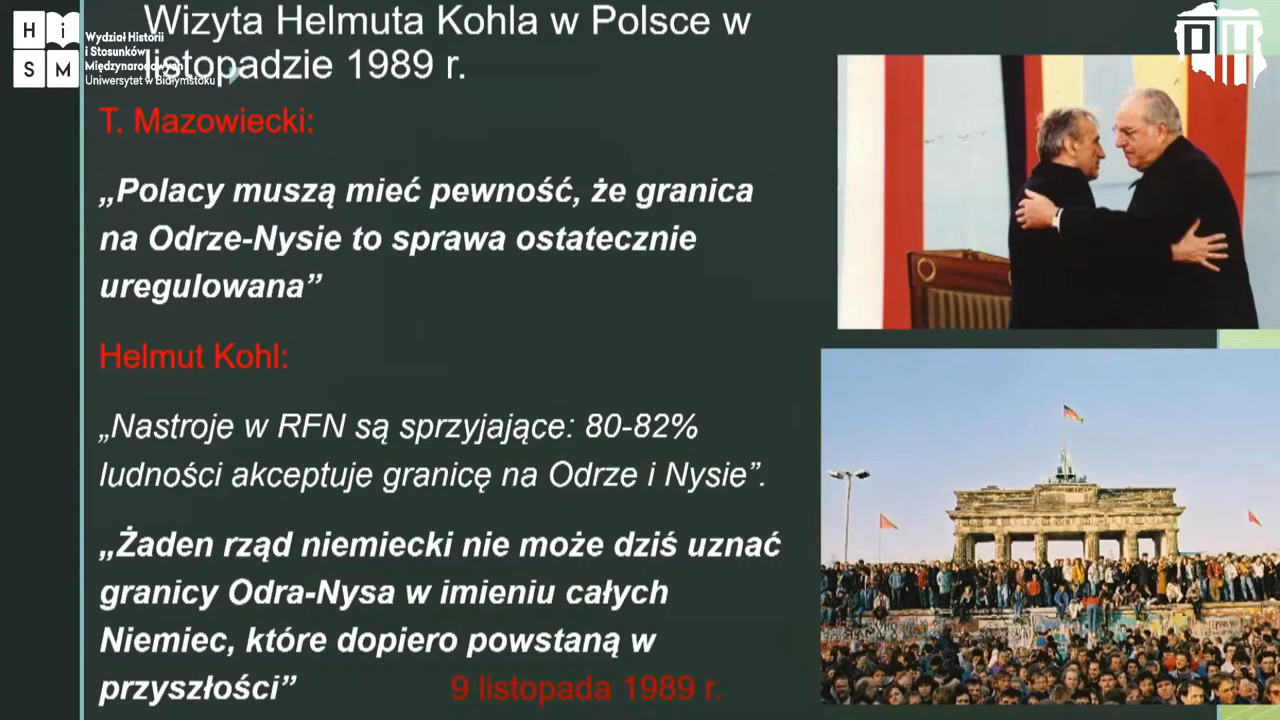 Wizyta Helmuta Kohla w Polsce w
listopadzie 1989 r.
Hi
SM
Wydział Historii
i Stosunków
Międzynarodowych
Uniwersytet w Białymstoku
T. Mazowiecki:
„Polacy muszą mieć pewność, że granica
na Odrze-Nysie to sprawa ostatecznie
uregulowana”
Helmut Kohl:
„Nastroje w RFN są sprzyjające: 80-82%
ludności akceptuje granicę na Odrze i Nysie”.
„Żaden rząd niemiecki nie może dziś uznać
granicy Odra-Nysa w imieniu całych
Niemiec, które dopiero powstaną w
przyszłości”
9 listopada 1989 r.